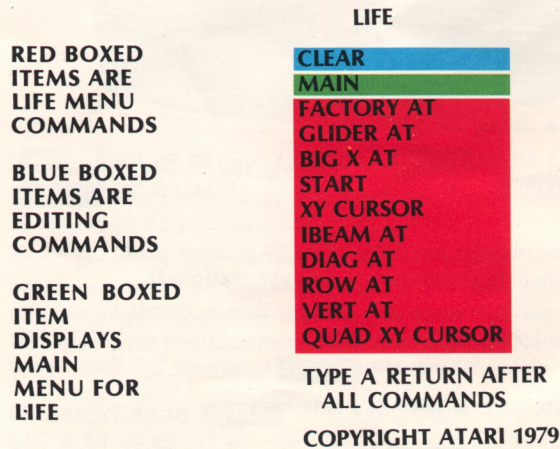 LIFE
RED BOXED
ITEMS ARE
LIFE MENU
COMMANDS
BLUE BOXED
ITEMS ARE
EDITING
COMMANDS
GREEN BOXED
ITEM
DISPLAYS
MAIN
MENU FOR
LIFE
CLEAR
MAIN
FACTORY AT
GLIDER AT
BIG X AT
START
XY CURSOR
IBEAM AT
DIAG AT
ROW AT
VERT AT
QUAD XY CURSOR
TYPE A RETURN AFTER
ALL COMMANDS
COPYRIGHT ATARI 1979